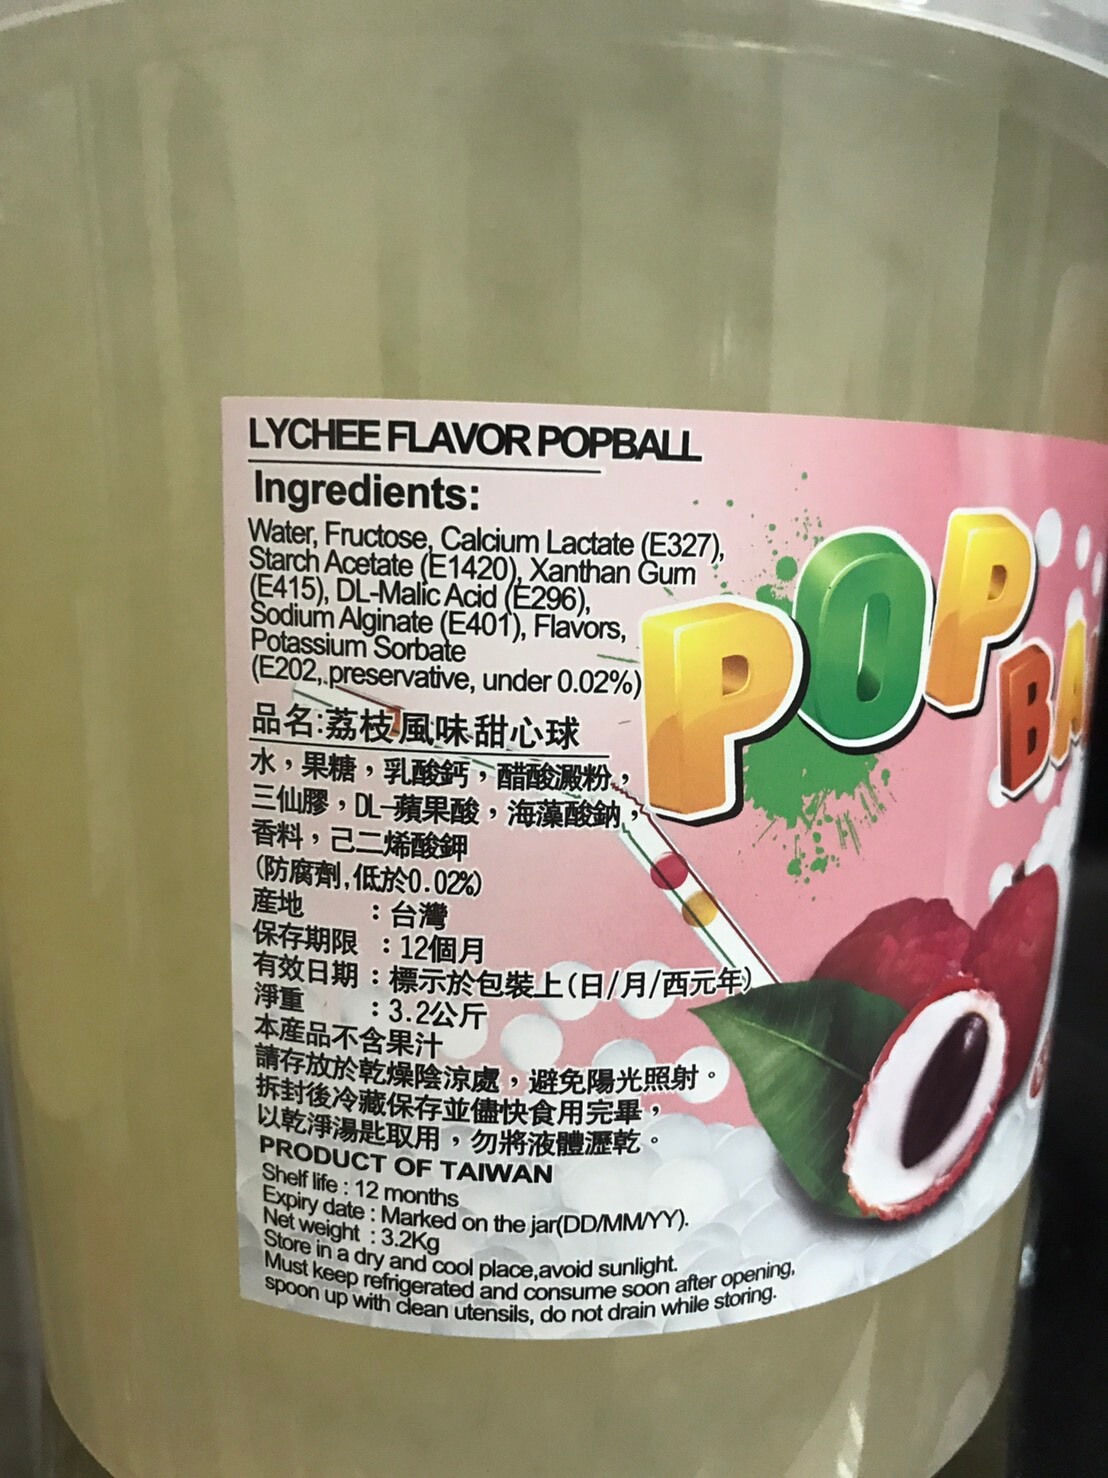 LYCHEE FLAVOR POPBALL
Ingredients:
Water, Fructose, Calcium Lactate (E327),
Starch Acetate (E1420), Xanthan Gum
(E415), DL-Malic Acid (E296),
Sodium Alginate (E401), Flavors,
Potassium Sorbate
(E202, preservative, under 0.02%)
品名:荔枝風味甜心球
水，果糖，乳酸鈣，醋酸澱粉，
三仙膠，DL-蘋果酸，海藻酸鈉，
香料，己二烯酸鉀
(防腐劑,低於0.02%)
產地 ：台灣
保存期限 ：12個月
有效日期：標示於包裝上(日/月/西元年)
淨重 ：3.2公斤
本產品不含果汁
請存放於乾燥陰涼處，避免陽光照射。
拆封後冷藏保存並儘快食用完畢，
以乾淨湯匙取用，勿將液體瀝乾。
PRODUCT OF TAIWAN
Shelf life : 12 months
Expiry date : Marked on the jar(DD/MM/YY).
Net weight : 3.2Kg
Store in a dry and cool place,avoid sunlight.
Must keep refrigerated and consume soon after opening,
spoon up with clean utensils, do not drain while storing.
POP
BA